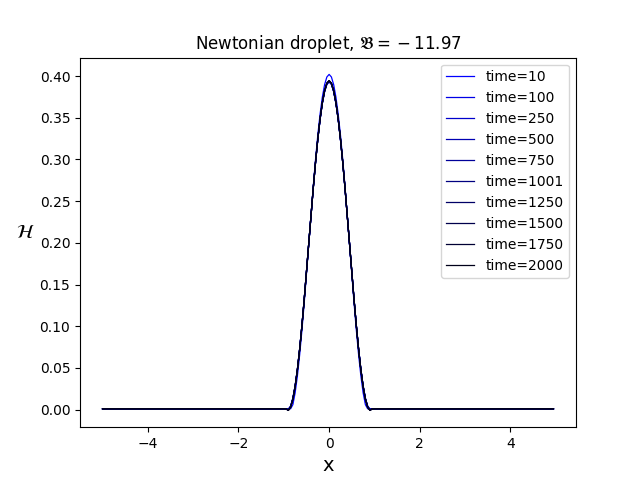 Newtonian droplet, 𝔅 = −11.97
0.40
0.35
0.30
0.25
0.20
0.15
0.10
0.05
0.00
ℋ
time=10
time=100
time=250
time=500
time=750
time=1001
time=1250
time=1500
time=1750
time=2000
−4 −2 0 2 4
x